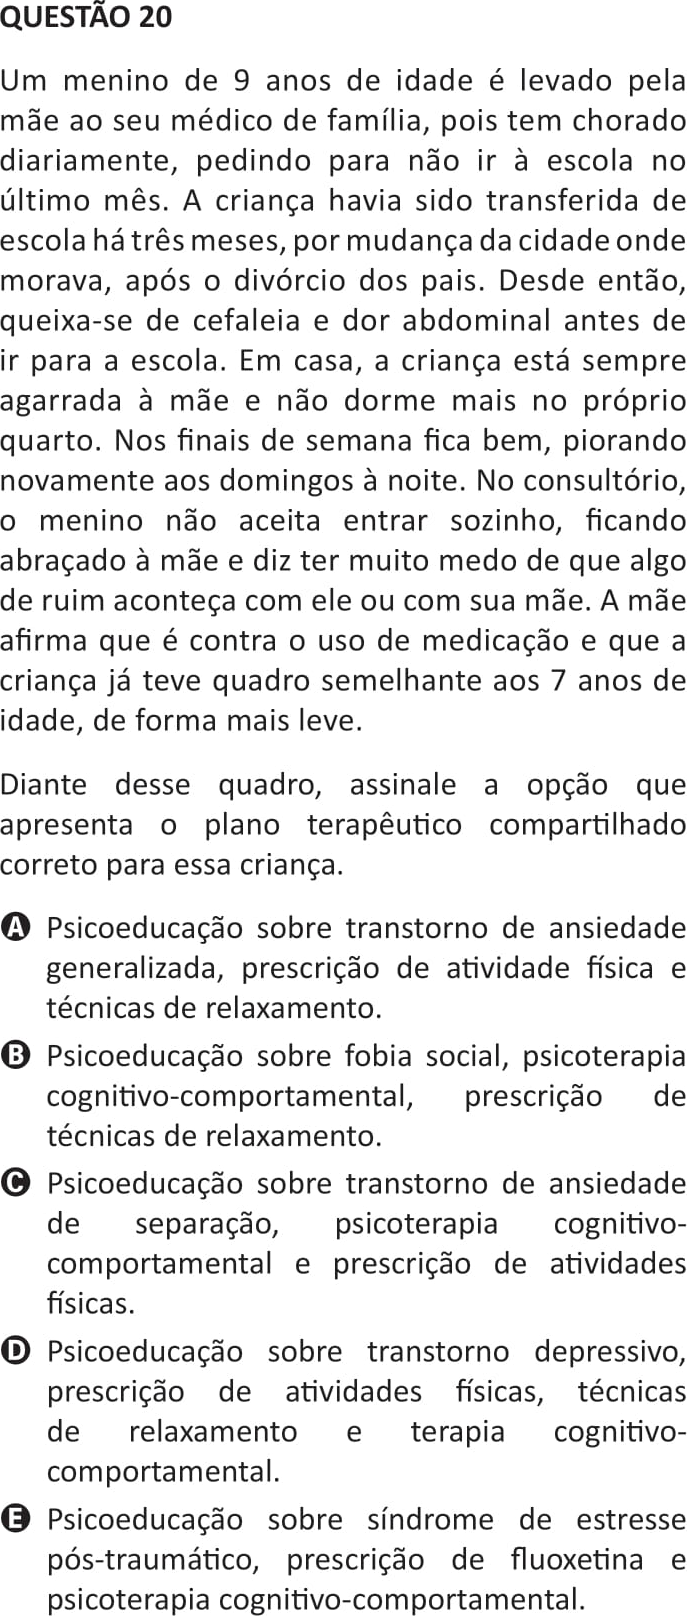 QUESTÃO 20
Um menino de 9 anos de idade é levado pela
mãe ao seu médico de família, pois tem chorado
diariamente, pedindo para não ir à escola no
último mês. A criança havia sido transferida de
escola há três meses, por mudança da cidade onde
morava, após o divórcio dos pais. Desde então,
queixa-se de cefaleia e dor abdominal antes de
ir para a escola. Em casa, a criança está sempre
agarrada à mãe e não dorme mais no próprio
quarto. Nos finais de semana fica bem, piorando
novamente aos domingos à noite. No consultório,
o menino não aceita entrar sozinho, ficando
abraçado à mãe e diz ter muito medo de que algo
de ruim aconteça com ele ou com sua mãe. A mãe
afirma que é contra o uso de medicação e que a
criança já teve quadro semelhante aos 7 anos de
idade, de forma mais leve.
Diante desse quadro, assinale a opção que
apresenta o plano terapêutico compartilhado
correto para essa criança.
A Psicoeducação sobre transtorno de ansiedade
generalizada, prescrição de atividade física e
técnicas de relaxamento.
B Psicoeducação sobre fobia social, psicoterapia
cognitivo-comportamental, prescrição de
técnicas de relaxamento.
C Psicoeducação sobre transtorno de ansiedade
de separação, psicoterapia cognitivo-
comportamental e prescrição de atividades
físicas.
D Psicoeducação sobre transtorno depressivo,
prescrição de atividades físicas, técnicas
de relaxamento e terapia cognitivo-
comportamental.
E Psicoeducação sobre síndrome de estresse
pós-traumático, prescrição de fluoxetina e
psicoterapia cognitivo-comportamental.